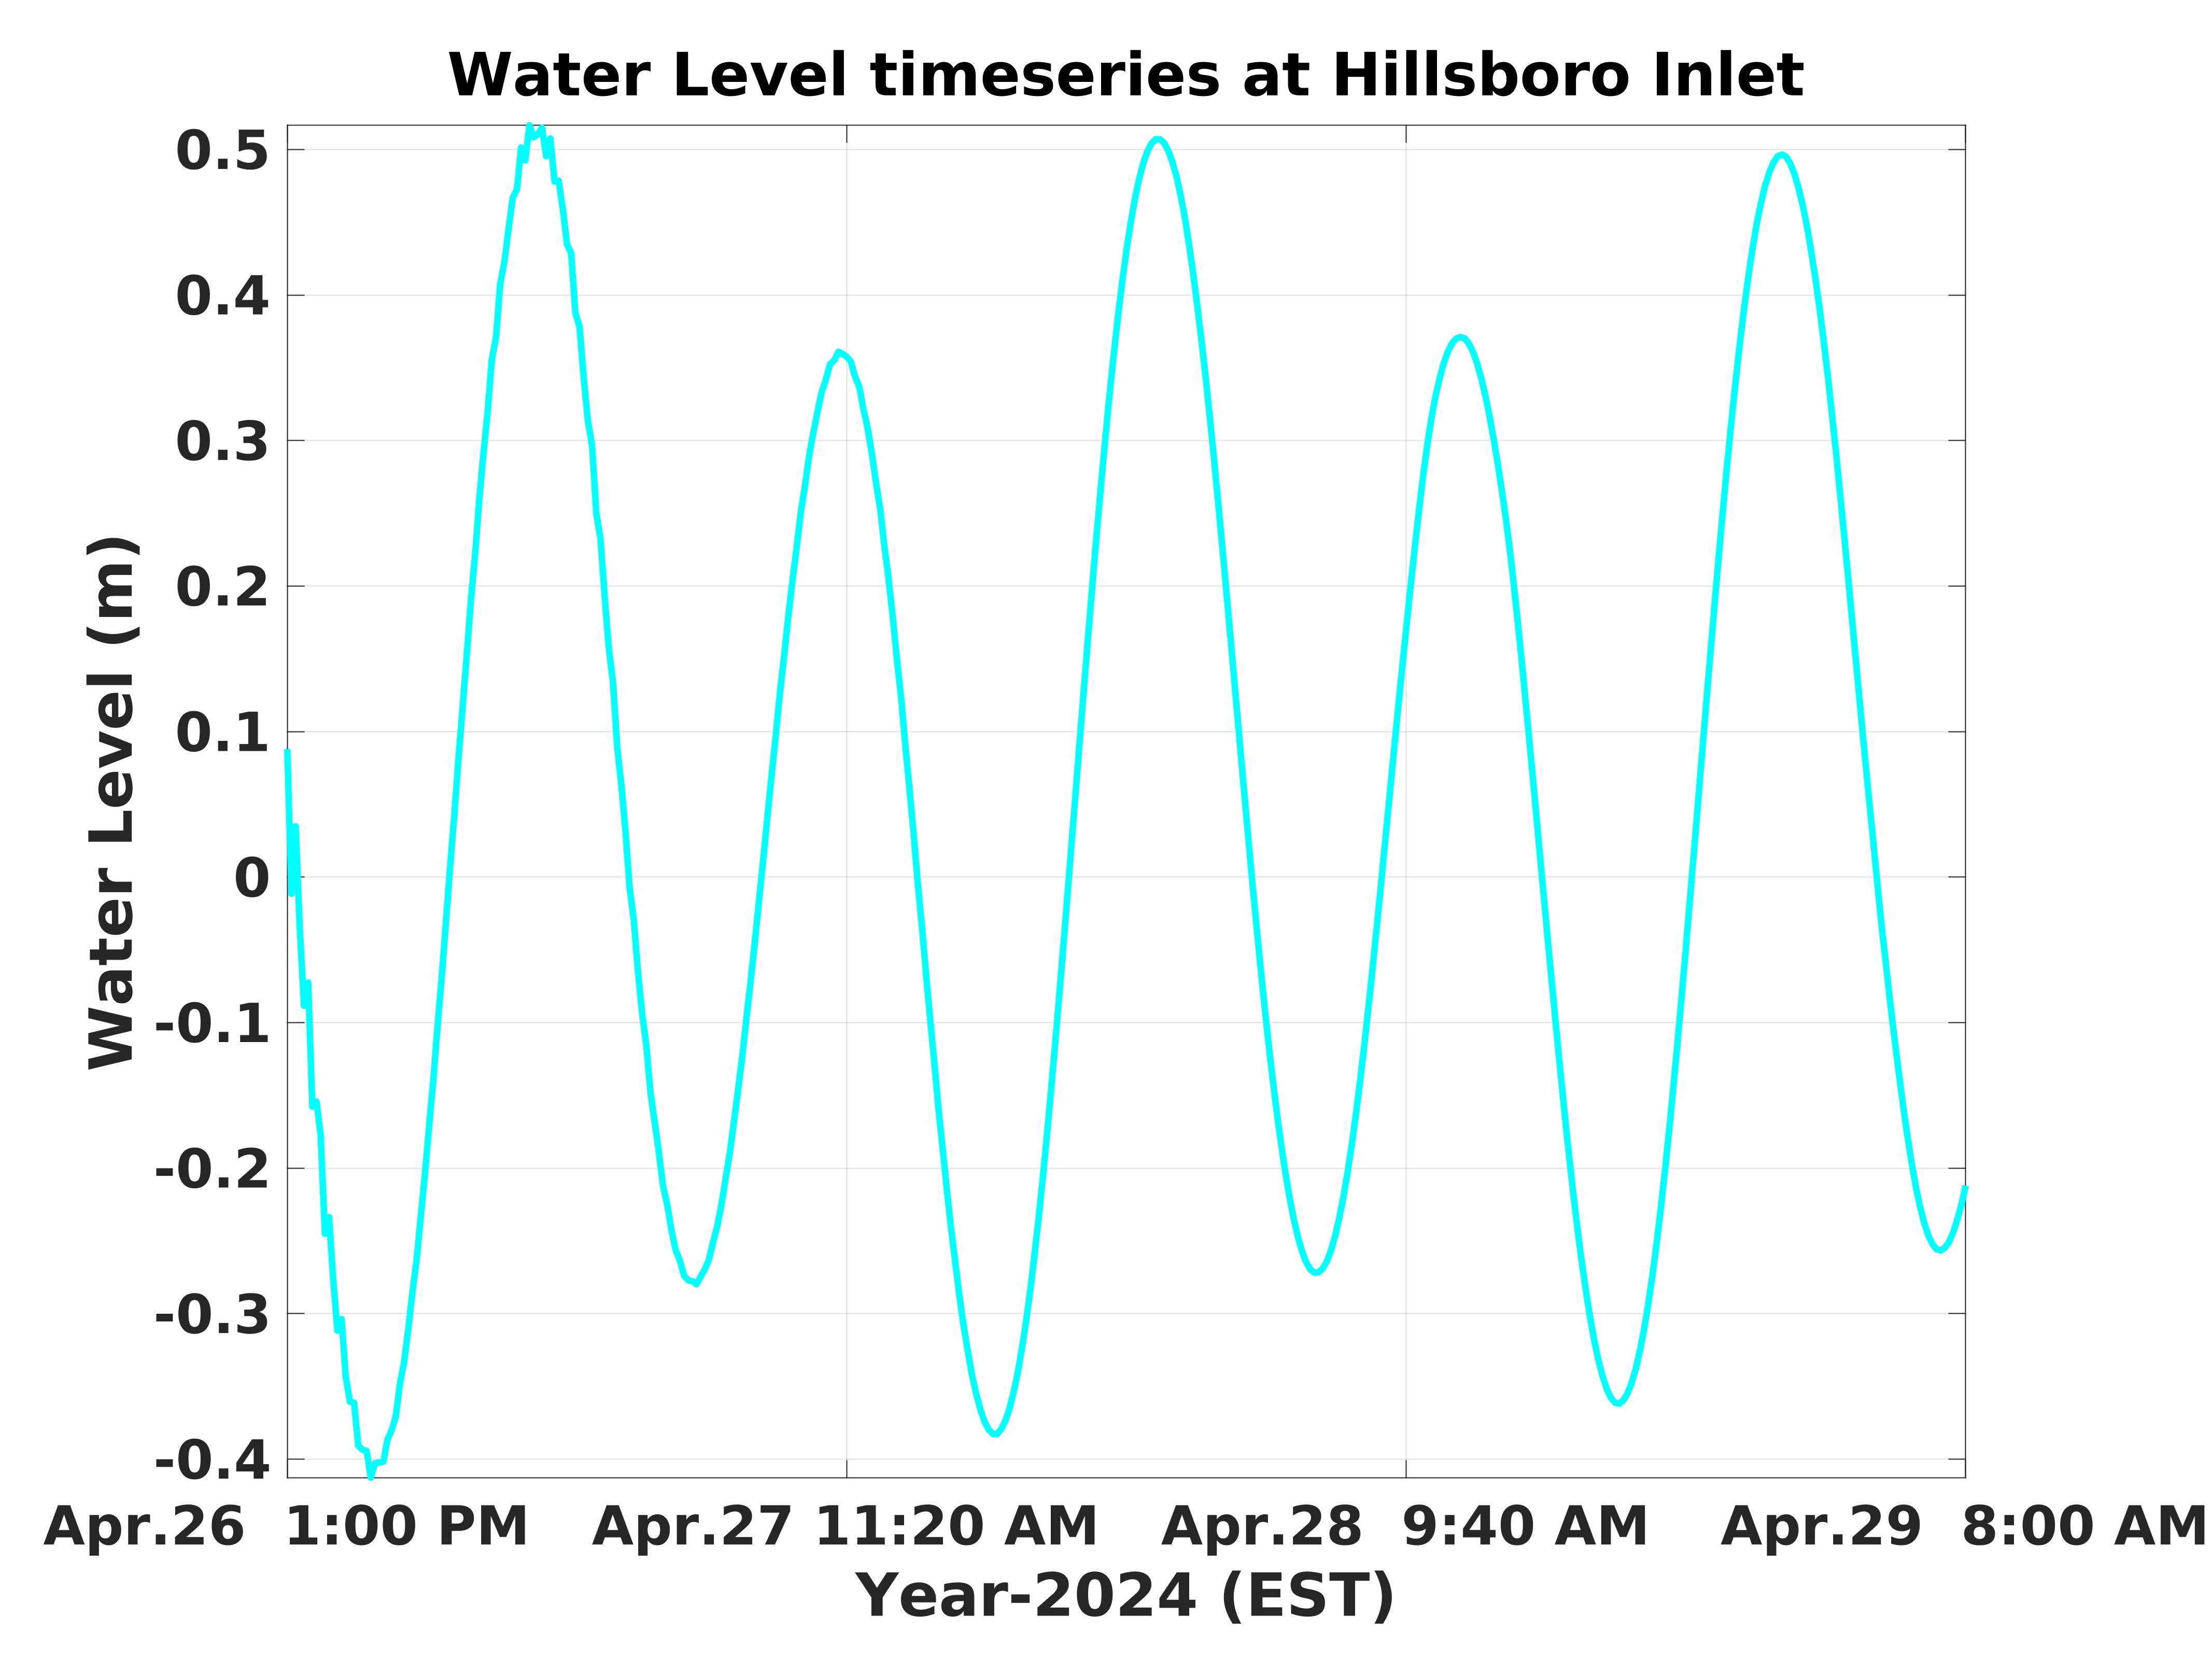 Water Level timeseries at Hillsboro Inlet
0.5
0.4
0.3
0.2
0.1
0
-0.1
-0.2
-0.3
-0.4
Water Level (m)
Apr.26 1:00 PM Apr.27 11:20 AM Apr.28 9:40 AM Apr.29 8:00 AM
Year-2024 (EST)